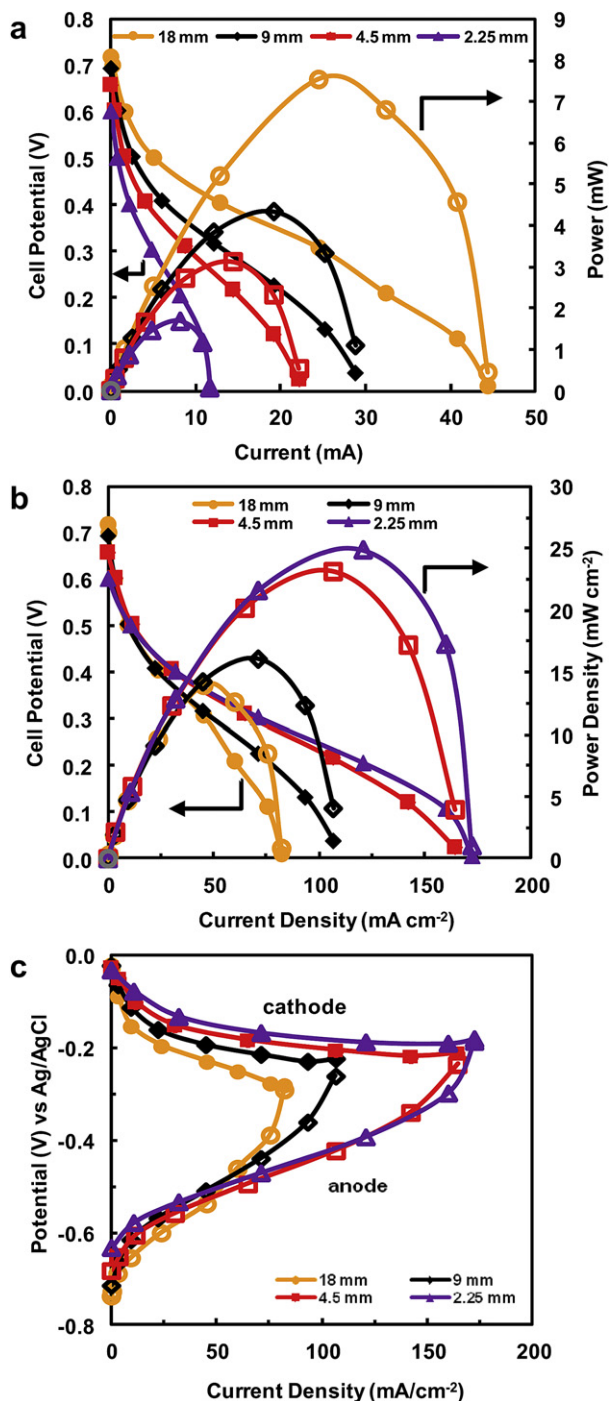 a
18 mm 9 mm 4.5 mm 2.25 mm
0.8
0.7
0.6
0.5
0.4
0.3
0.2
0.1
0.0
Cell Potential (V)
9
8
7
6
5
4
3
2
1
0
Power (mW)
0 10 20 30 40 50
Current (mA)
b
18 mm 9 mm
4.5 mm 2.25 mm
0.8
0.7
0.6
0.5
0.4
0.3
0.2
0.1
0.0
Cell Potential (V)
30
25
20
15
10
5
0
Power Density (mW cm-2)
0 50 100 150 200
Current Density (mA cm-2)
c
0.0
-0.2
-0.4
-0.6
-0.8
Potential (V) vs Ag/AgCl
cathode
anode
18 mm 9 mm
4.5 mm 2.25 mm
0 50 100 150 200
Current Density (mA/cm-2)